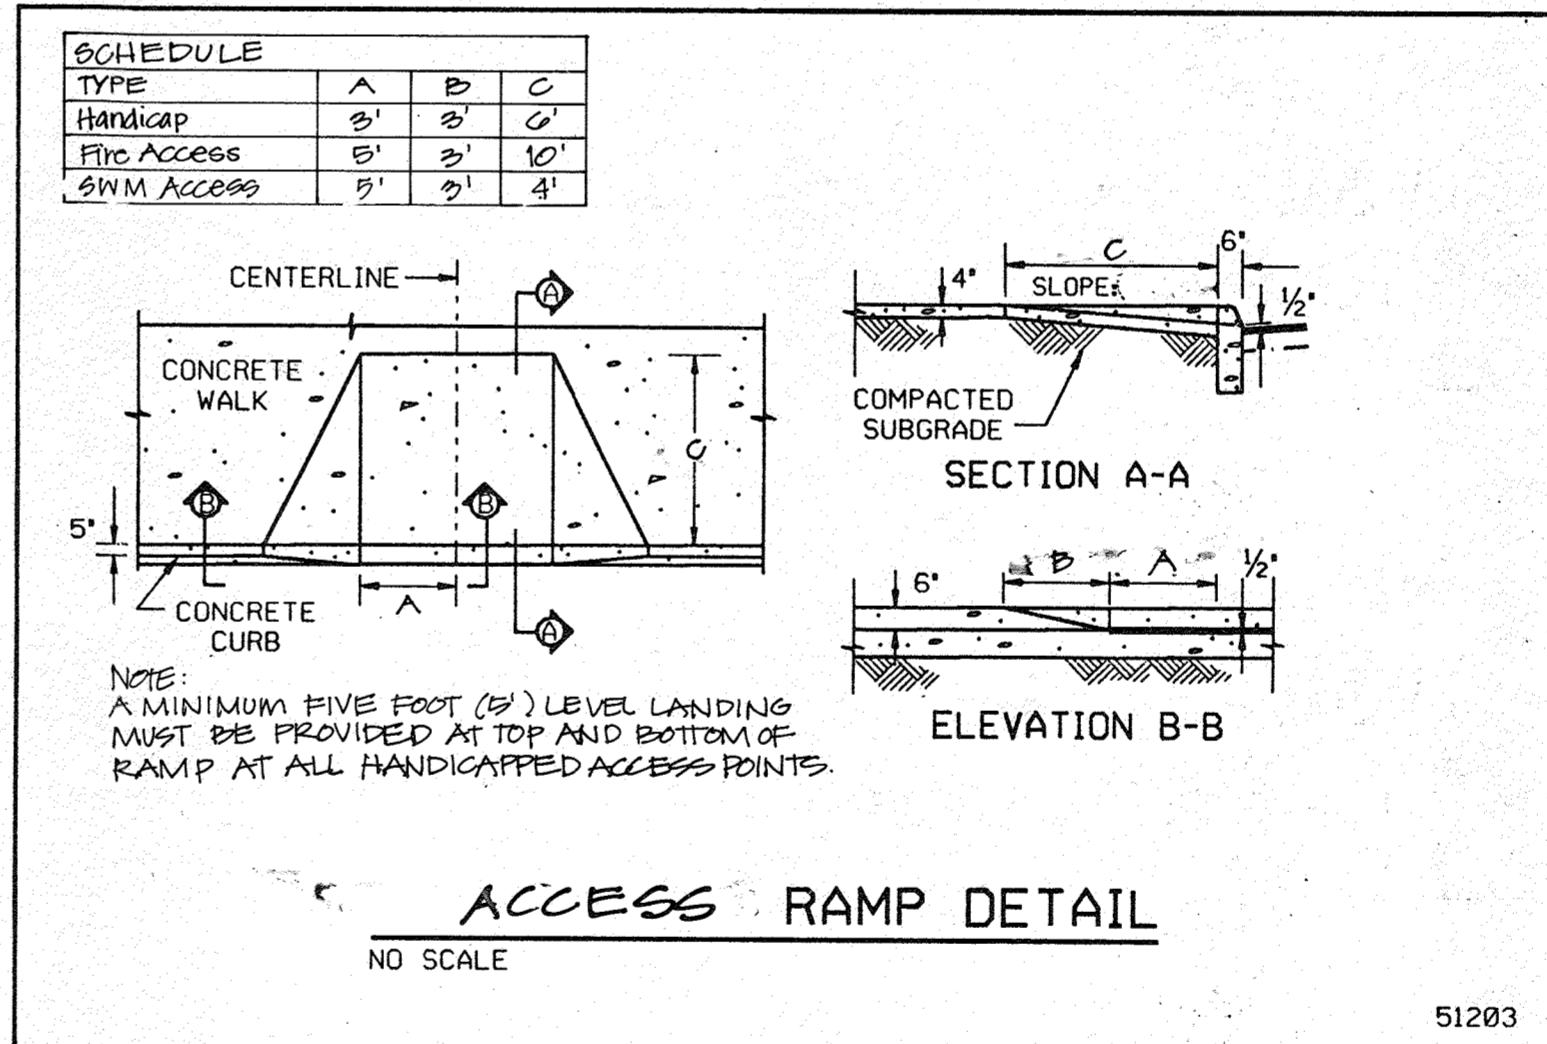 SCHEDULE
TYPE A B C
Handicap 3' 3' 6'
Fire Access 5' 3' 10'
SWM Access 5' 3' 4'
CENTERLINE
A
CONCRETE
WALK
C
B B
5"
A
CONCRETE
CURB
A
NOTE:
A MINIMUM FIVE FOOT (5') LEVEL LANDING
MUST BE PROVIDED AT TOP AND BOTTOM OF
RAMP AT ALL HANDICAPPED ACCESS POINTS.
C 6"
4" SLOPE: 1/2"
COMPACTED
SUBGRADE
SECTION A-A
B A 1/2"
6"
ELEVATION B-B
ACCESS RAMP DETAIL
NO SCALE
51203